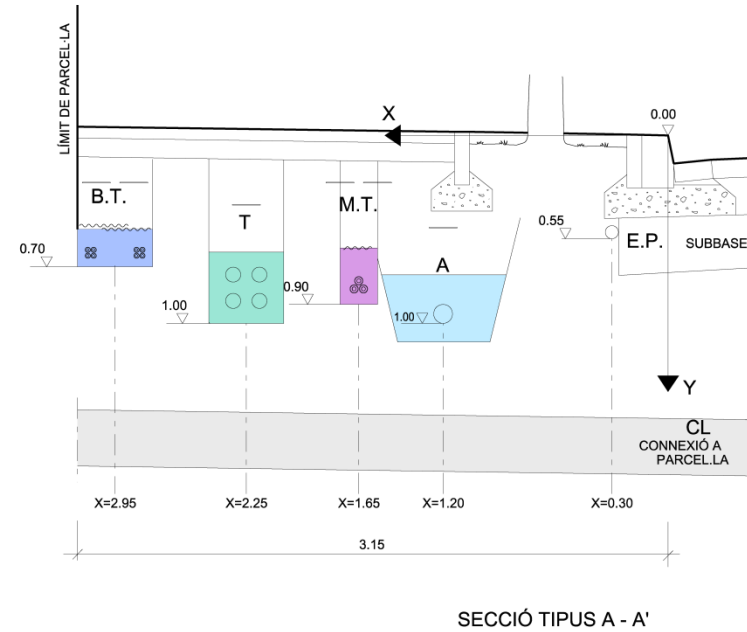 LÍMIT DE PARCEL·LA
X
0.00
B.T.
T
M.T.
A
E.P.
SUBBASE
0.55
0.70
1.00
0.90
1.00
Y
CL
CONNEXIÓ A
PARCEL.LA
X=2.95
X=2.25
X=1.65
X=1.20
X=0.30
3.15
SECCIÓ TIPUS A - A'